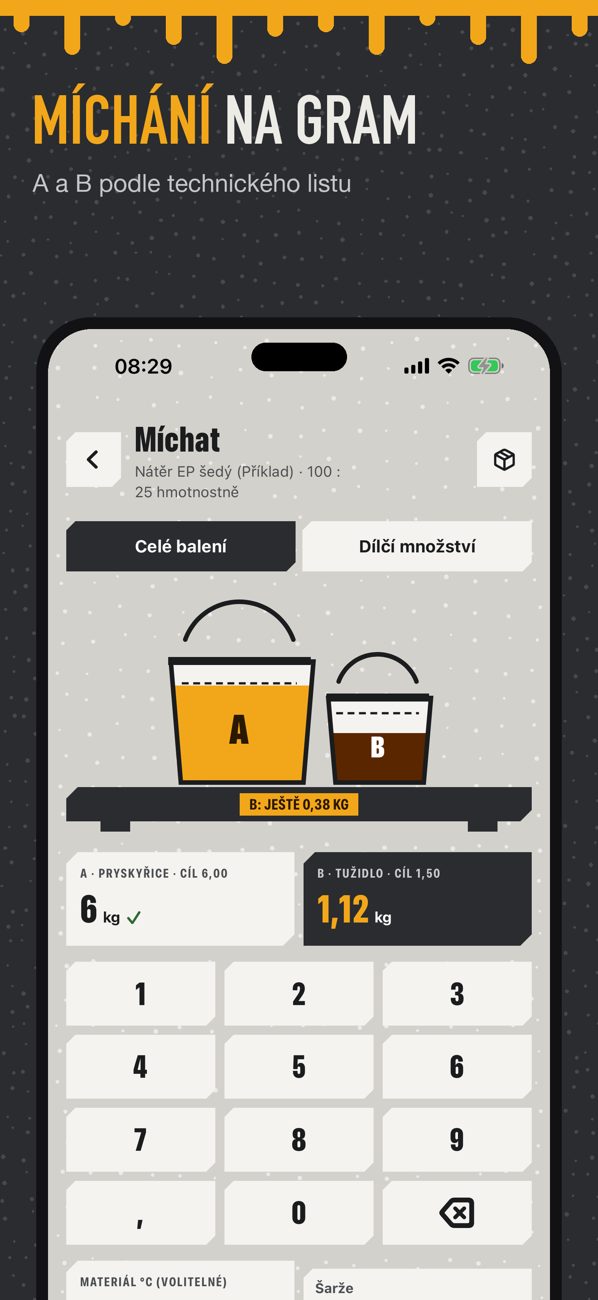 MÍCHÁNÍ NA GRAM
A a B podle technického listu
08:29
Míchat
Nátěr EP šedý (Příklad) · 100 :
25 hmotnostně
Celé balení
Dílčí množství
A
B
B: JEŠTĚ 0,38 KG
A · PRYSKYŘICE · CÍL 6,00
6 kg ✓
B · TUŽIDLO · CÍL 1,50
1,12 kg
1 2 3
4 5 6
7 8 9
, 0
MATERIÁL °C (VOLITELNÉ)
Šarže